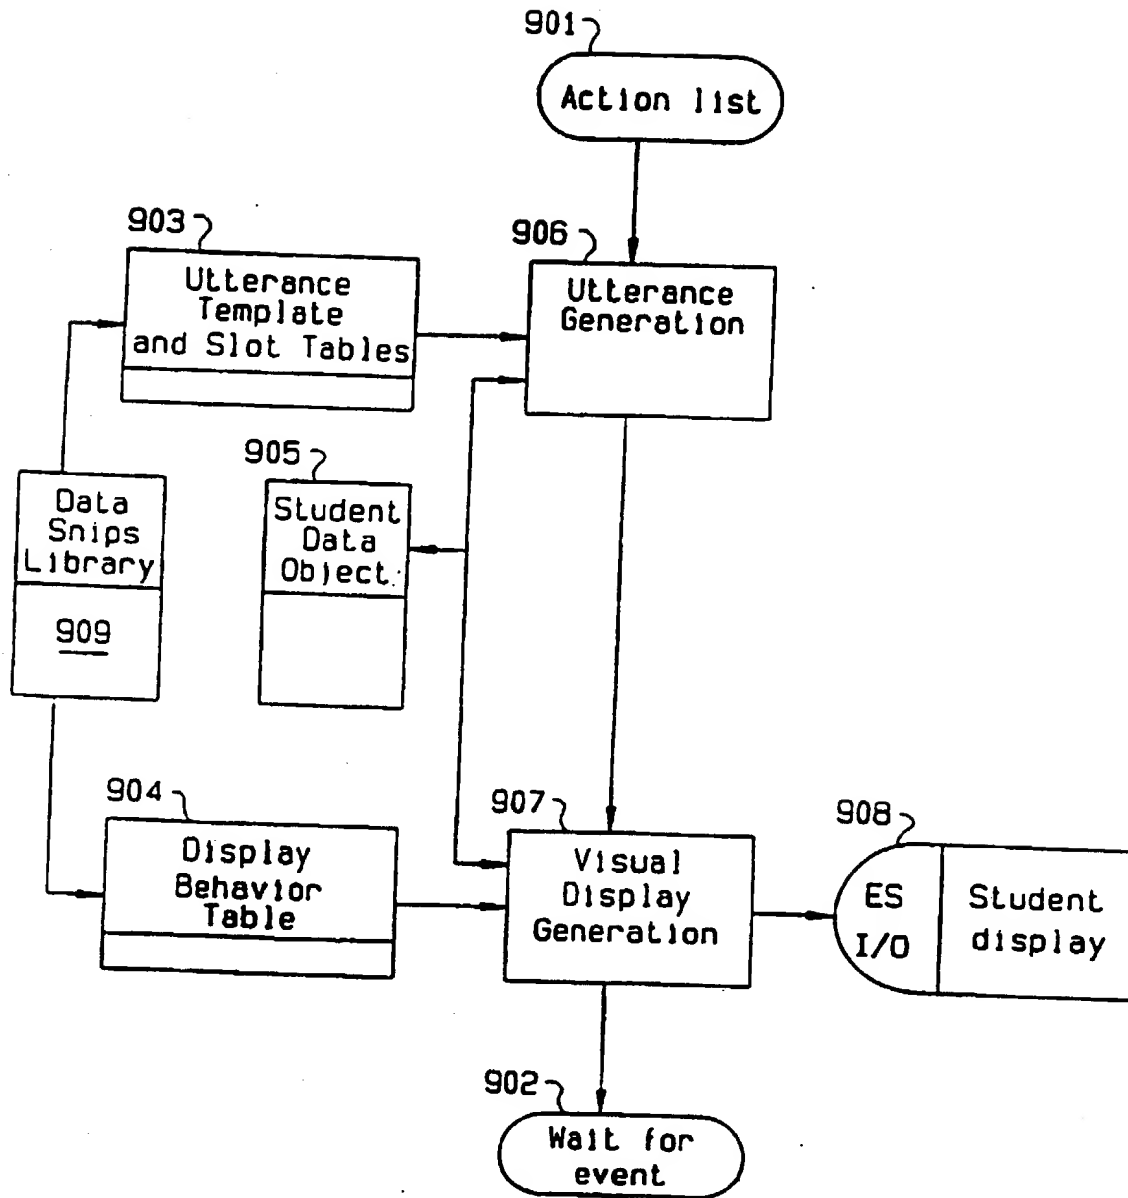 901
Action list
903
Utterance
Template
and Slot Tables
906
Utterance
Generation
905
Student
Data
Object
Data
Snips
Library
909
904
Display
Behavior
Table
907
Visual
Display
Generation
908
ES
I/O
Student
display
902
Wait for
event